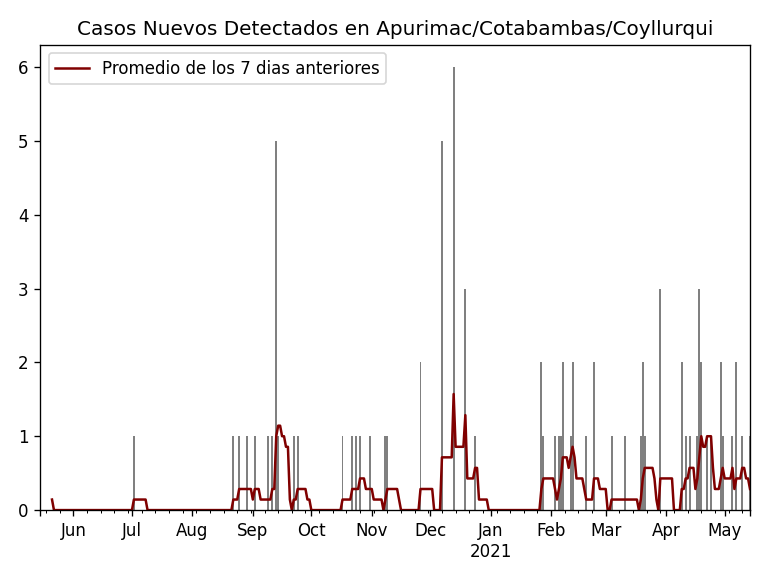 Casos Nuevos Detectados en Apurimac/Cotabambas/Coyllurqui
Promedio de los 7 dias anteriores
6
5
4
3
2
1
0
Jun Jul Aug Sep Oct Nov Dec Jan Feb Mar Apr May
2021